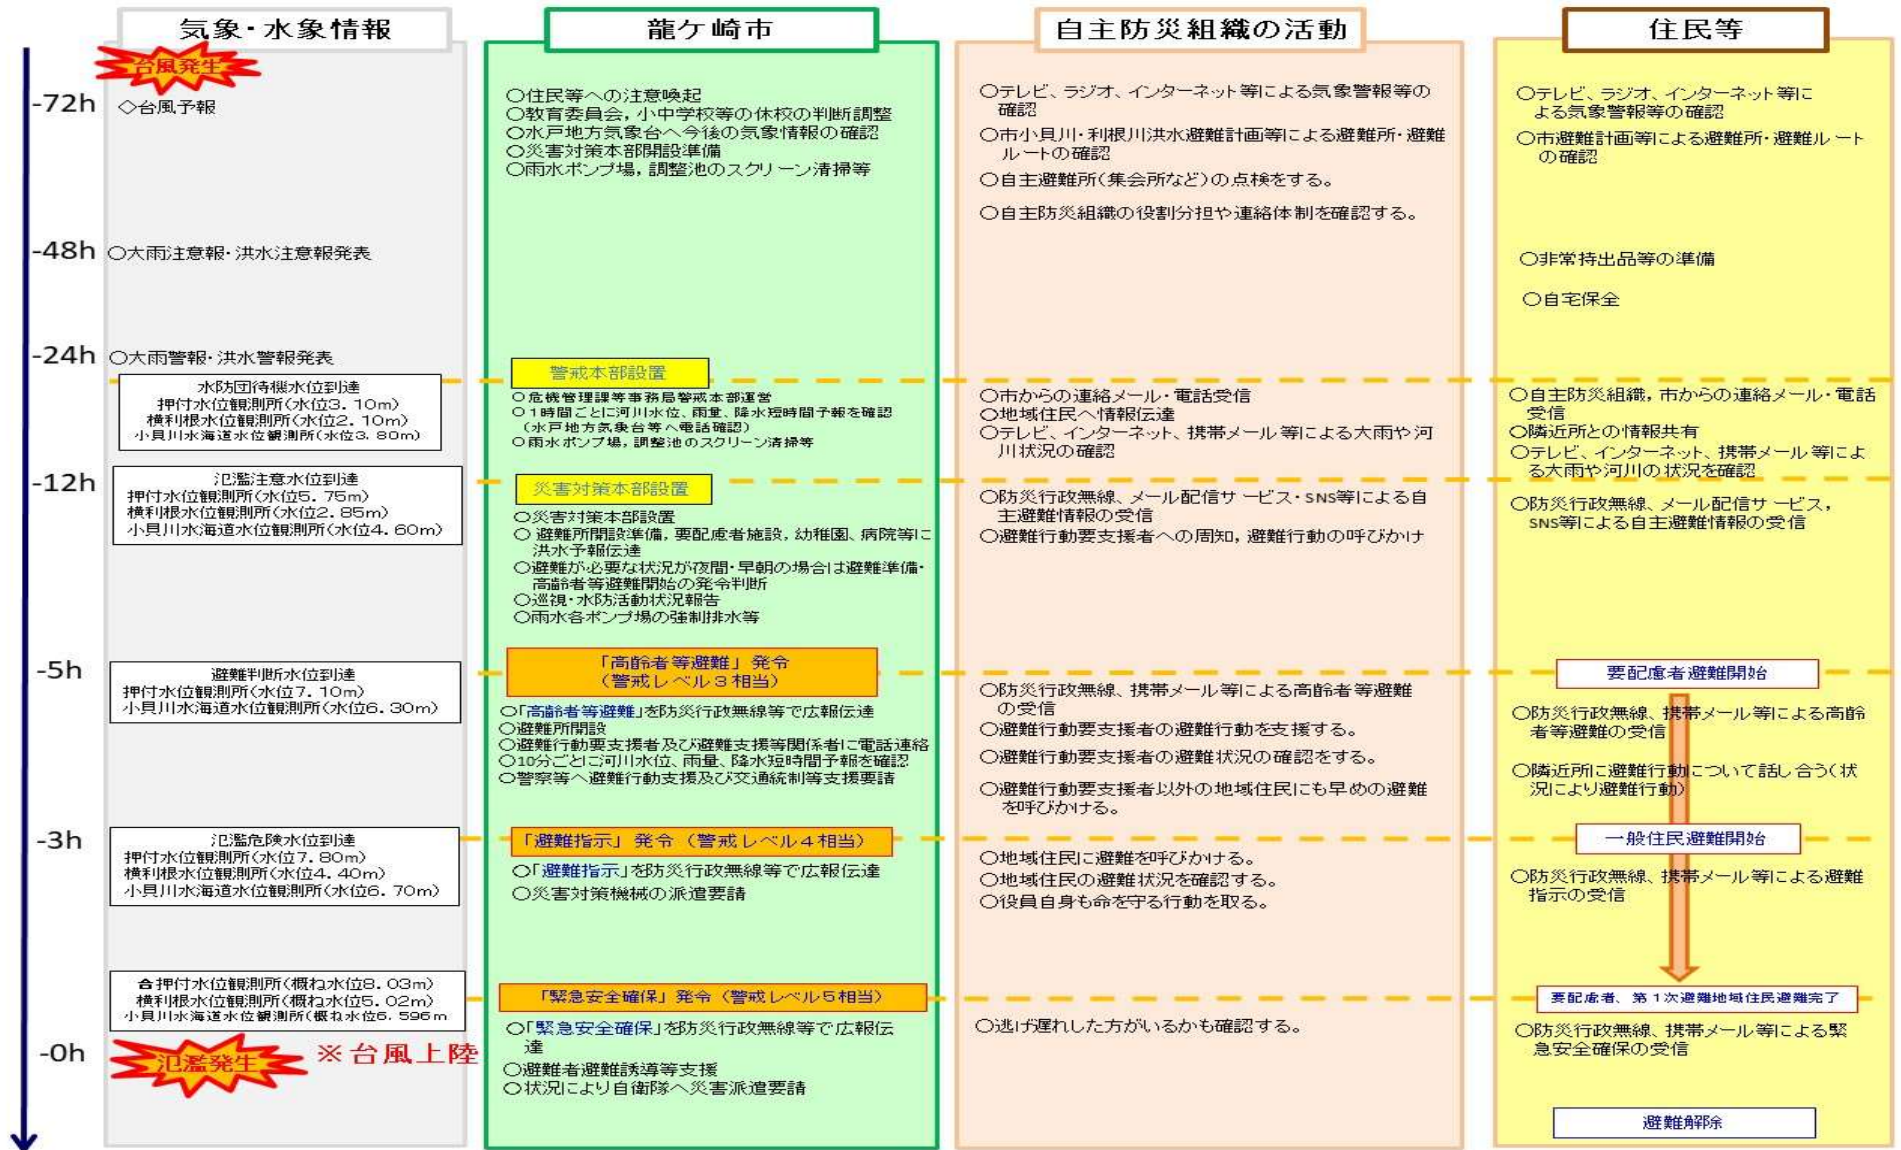 気象・水象情報
龍ケ崎市
自主防災組織の活動
住民等
台風発生
-72h
◇台風予報
○住民等への注意喚起
○教育委員会,小中学校等の休校の判断調整
○水戸地方気象台へ今後の気象情報の確認
○災害対策本部開設準備
○雨水ポンプ場,調整池のスクリーン清掃等
○テレビ、ラジオ、インターネット等による気象警報等の
確認
○市小貝川・利根川洪水避難計画等による避難所・避難
ルートの確認
○自主避難所(集会所など)の点検をする。
○自主防災組織の役割分担や連絡体制を確認する。
○テレビ、ラジオ、インターネット等に
よる気象警報等の確認
○市避難計画等による避難所・避難ルート
の確認
-48h
○大雨注意報・洪水注意報発表
○非常持出品等の準備
○自宅保全
-24h
○大雨警報・洪水警報発表
水防団待機水位到達
押付水位観測所(水位3.10m)
横利根水位観測所(水位2.10m)
小貝川水海道水位観測所(水位3.80m)
警戒本部設置
○危機管理課等事務局警戒本部運営
○1時間ごとに河川水位、雨量、降水短時間予報を確認
(水戸地方気象台等へ電話確認)
○雨水ポンプ場,調整池のスクリーン清掃等
○市からの連絡メール・電話受信
○地域住民へ情報伝達
○テレビ、インターネット、携帯メール等による大雨や河
川状況の確認
○自主防災組織,市からの連絡メール・電話
受信
○隣近所との情報共有
○テレビ、インターネット、携帯メール等によ
る大雨や河川の状況を確認
-12h
氾濫注意水位到達
押付水位観測所(水位5.75m)
横利根水位観測所(水位2.85m)
小貝川水海道水位観測所(水位4.60m)
災害対策本部設置
○災害対策本部設置
○避難所開設準備,要配慮者施設,幼稚園、病院等に
洪水予報伝達
○避難が必要な状況が夜間・早朝の場合は避難準備・
高齢者等避難開始の発令判断
○巡視・水防活動状況報告
○雨水各ポンプ場の強制排水等
○防災行政無線、メール配信サービス・SNS等による自
主避難情報の受信
○避難行動要支援者への周知,避難行動の呼びかけ
○防災行政無線、メール配信サービス,
SNS等による自主避難情報の受信
-5h
避難判断水位到達
押付水位観測所(水位7.10m)
小貝川水海道水位観測所(水位6.30m)
「高齢者等避難」発令
(警戒レベル3相当)
○「高齢者等避難」を防災行政無線等で広報伝達
○避難所開設
○避難行動要支援者及び避難支援等関係者に電話連絡
○10分ごとに河川水位、雨量、降水短時間予報を確認
○警察等へ避難行動支援及び交通統制等支援要請
○防災行政無線、携帯メール等による高齢者等避難
の受信
○避難行動要支援者の避難行動を支援する。
○避難行動要支援者の避難状況の確認をする。
○避難行動要支援者以外の地域住民にも早めの避難
を呼びかける。
要配慮者避難開始
○防災行政無線、携帯メール等による高齢
者等避難の受信
○隣近所に避難行動について話し合う(状
況により避難行動)
-3h
氾濫危険水位到達
押付水位観測所(水位7.80m)
横利根水位観測所(水位4.40m)
小貝川水海道水位観測所(水位6.70m)
「避難指示」発令(警戒レベル4相当)
○「避難指示」を防災行政無線等で広報伝達
○災害対策機械の派遣要請
○地域住民に避難を呼びかける。
○地域住民の避難状況を確認する。
○役員自身も命を守る行動を取る。
一般住民避難開始
○防災行政無線、携帯メール等による避難
指示の受信
合押付水位観測所(概ね水位8.03m)
横利根水位観測所(概ね水位5.02m)
小貝川水海道水位観測所(概ね水位6.596m
「緊急安全確保」発令(警戒レベル5相当)
○「緊急安全確保」を防災行政無線等で広報伝
達
○避難者避難誘導等支援
○状況により自衛隊へ災害派遣要請
○逃げ遅れした方がいるかも確認する。
要配慮者、第1次避難地域住民避難完了
○防災行政無線、携帯メール等による緊
急安全確保の受信
-0h
氾濫発生
※台風上陸
避難解除